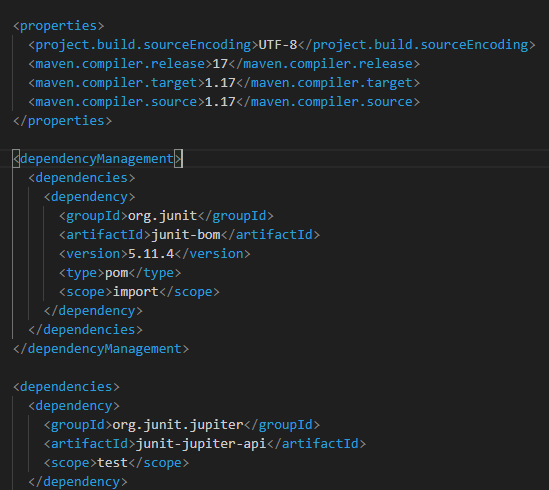 <properties>
<project.build.sourceEncoding>UTF-8</project.build.sourceEncoding>
<maven.compiler.release>17</maven.compiler.release>
<maven.compiler.target>1.17</maven.compiler.target>
<maven.compiler.source>1.17</maven.compiler.source>
</properties>
<dependencyManagement>
<dependencies>
<dependency>
<groupId>org.junit</groupId>
<artifactId>junit-bom</artifactId>
<version>5.11.4</version>
<type>pom</type>
<scope>import</scope>
</dependency>
</dependencies>
</dependencyManagement>
<dependencies>
<dependency>
<groupId>org.junit.jupiter</groupId>
<artifactId>junit-jupiter-api</artifactId>
<scope>test</scope>
</dependency>